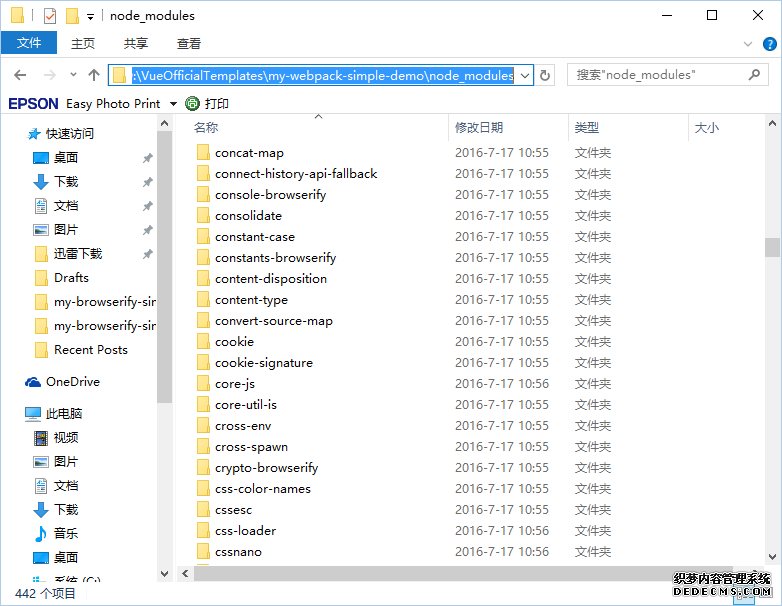 node_modules
文件 主页 共享 查看
:\VueOfficialTemplates\my-webpack-simple-demo\node_modules 搜索"node_modules"
EPSON Easy Photo Print 打印
快速访问
桌面
下载
文档
图片
迅雷下载
Drafts
my-browserify-sir
my-browserify-sir
Recent Posts
OneDrive
此电脑
视频
图片
文档
下载
音乐
桌面
系统 (C:)
名称 修改日期 类型 大小
concat-map 2016-7-17 10:55 文件夹
connect-history-api-fallback 2016-7-17 10:55 文件夹
console-browserify 2016-7-17 10:55 文件夹
consolidate 2016-7-17 10:55 文件夹
constant-case 2016-7-17 10:55 文件夹
constants-browserify 2016-7-17 10:55 文件夹
content-disposition 2016-7-17 10:55 文件夹
content-type 2016-7-17 10:55 文件夹
convert-source-map 2016-7-17 10:55 文件夹
cookie 2016-7-17 10:55 文件夹
cookie-signature 2016-7-17 10:55 文件夹
core-js 2016-7-17 10:56 文件夹
core-util-is 2016-7-17 10:55 文件夹
cross-env 2016-7-17 10:55 文件夹
cross-spawn 2016-7-17 10:55 文件夹
crypto-browserify 2016-7-17 10:55 文件夹
css-color-names 2016-7-17 10:55 文件夹
cssesc 2016-7-17 10:55 文件夹
css-loader 2016-7-17 10:56 文件夹
cssnano 2016-7-17 10:56 文件夹
442 个项目
织梦内容管理系统
DEDECMS.COM